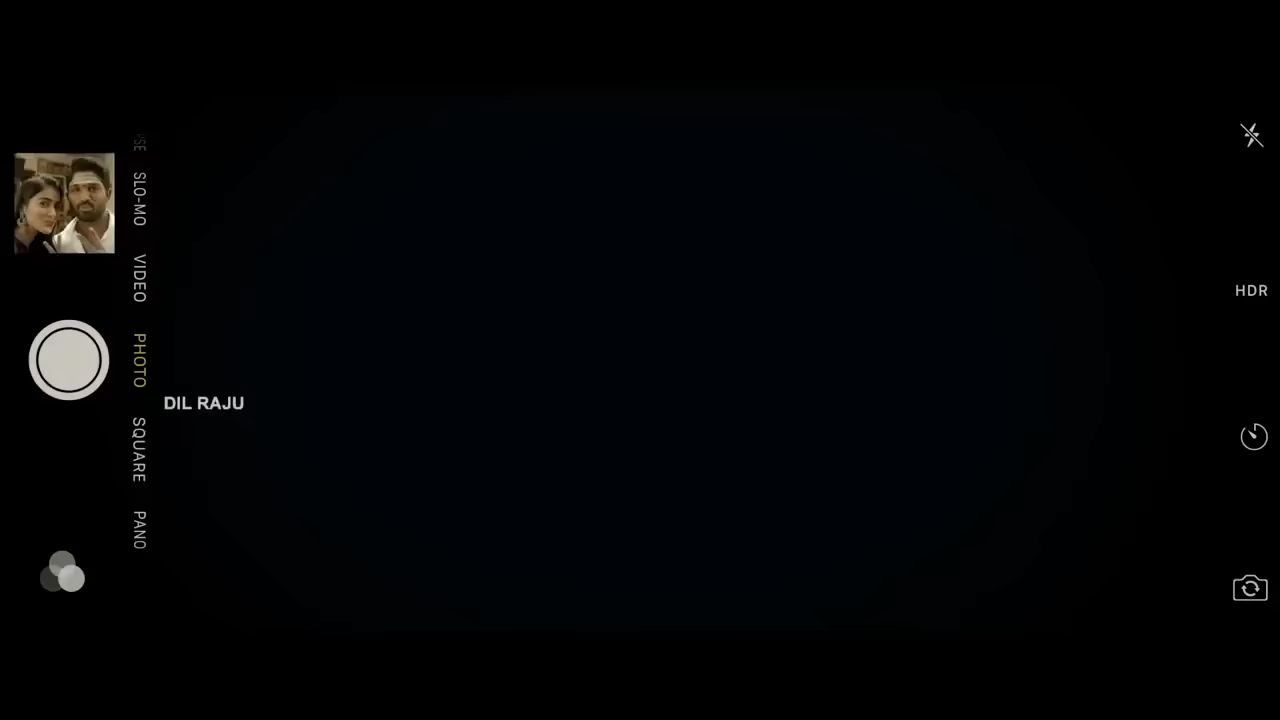 SLO-MO
VIDEO
PHOTO
SQUARE
PANO
DIL RAJU
HDR